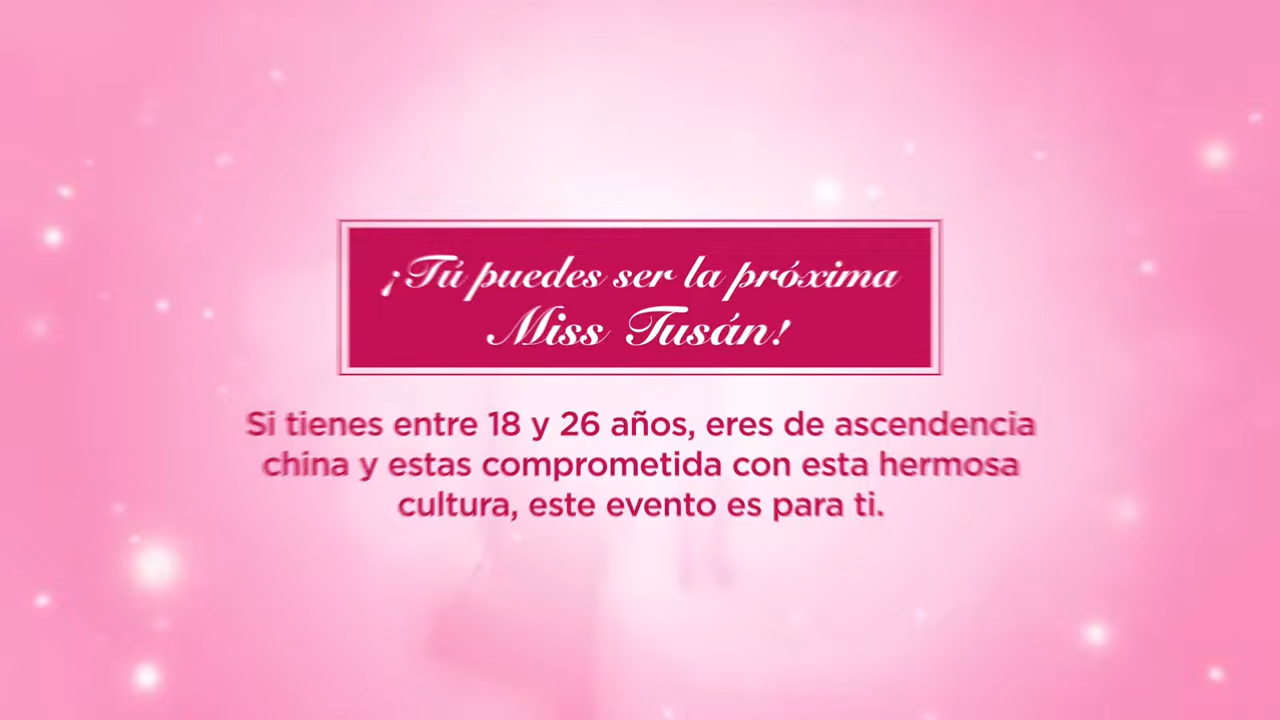 ¡Tú puedes ser la próxima
Miss Tusán!
Si tienes entre 18 y 26 años, eres de ascendencia
china y estas comprometida con esta hermosa
cultura, este evento es para ti.